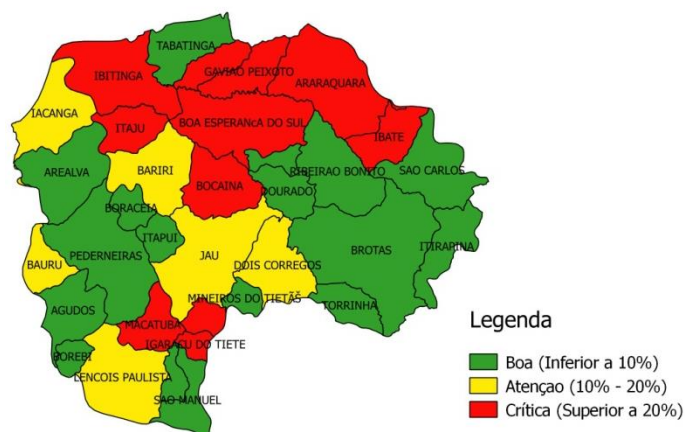 TABATINGA
IBITINGA
GAVIAO PEIXOTO
ARARAQUARA
IACANGA
ITAJU
BOA ESPERANcA DO SUL
IBATE
AREALVA
BARIRI
BOCAINA
RIBEIRAO BONITO
SAO CARLOS
DOURADO
BORACEIA
ITAPUI
BAURU
PEDERNEIRAS
JAU
DOIS CORREGOS
BROTAS
ITIRAPINA
AGUDOS
MINEIROS DO TIETÃŠ
TORRINHA
MACATUBA
IGARAcU DO TIETE
BOREBI
LENCOIS PAULISTA
SAO MANUEL
Legenda
Boa (Inferior a 10%)
Atençao (10% - 20%)
Crítica (Superior a 20%)